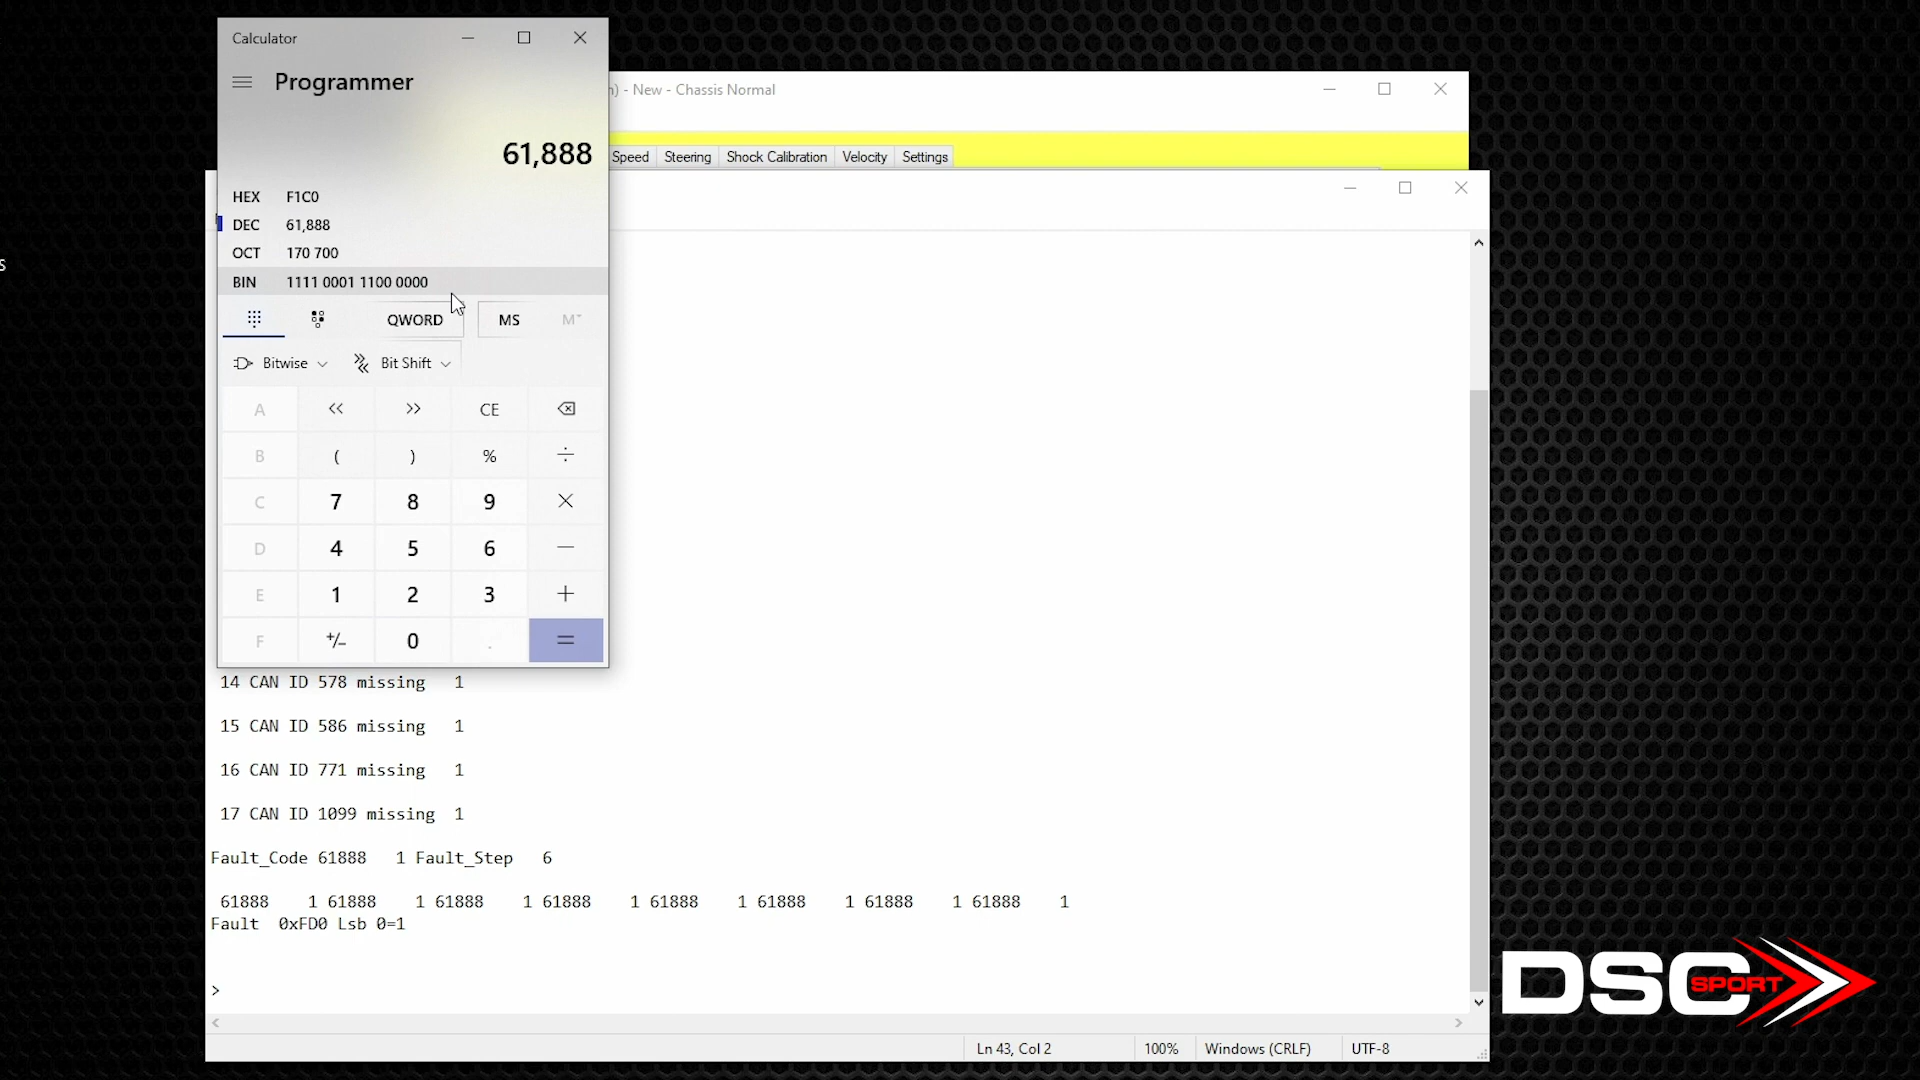 Calculator
Programmer
61,888
HEX F1C0
DEC 61,888
OCT 170 700
BIN 1111 0001 1100 0000
QWORD MS M
Bitwise Bit Shift
A << >> CE
B ( ) % ÷
C 7 8 9 ×
D 4 5 6 −
E 1 2 3 +
F +/− 0 . =
) - New - Chassis Normal
Speed Steering Shock Calibration Velocity Settings
s
14 CAN ID 578 missing 1
15 CAN ID 586 missing 1
16 CAN ID 771 missing 1
17 CAN ID 1099 missing 1
Fault_Code 61888 1 Fault_Step 6
61888 1 61888 1 61888 1 61888 1 61888 1 61888 1 61888 1 61888 1
Fault 0xFD0 Lsb 0=1
>
Ln 43, Col 2 100% Windows (CRLF) UTF-8
DSC SPORT